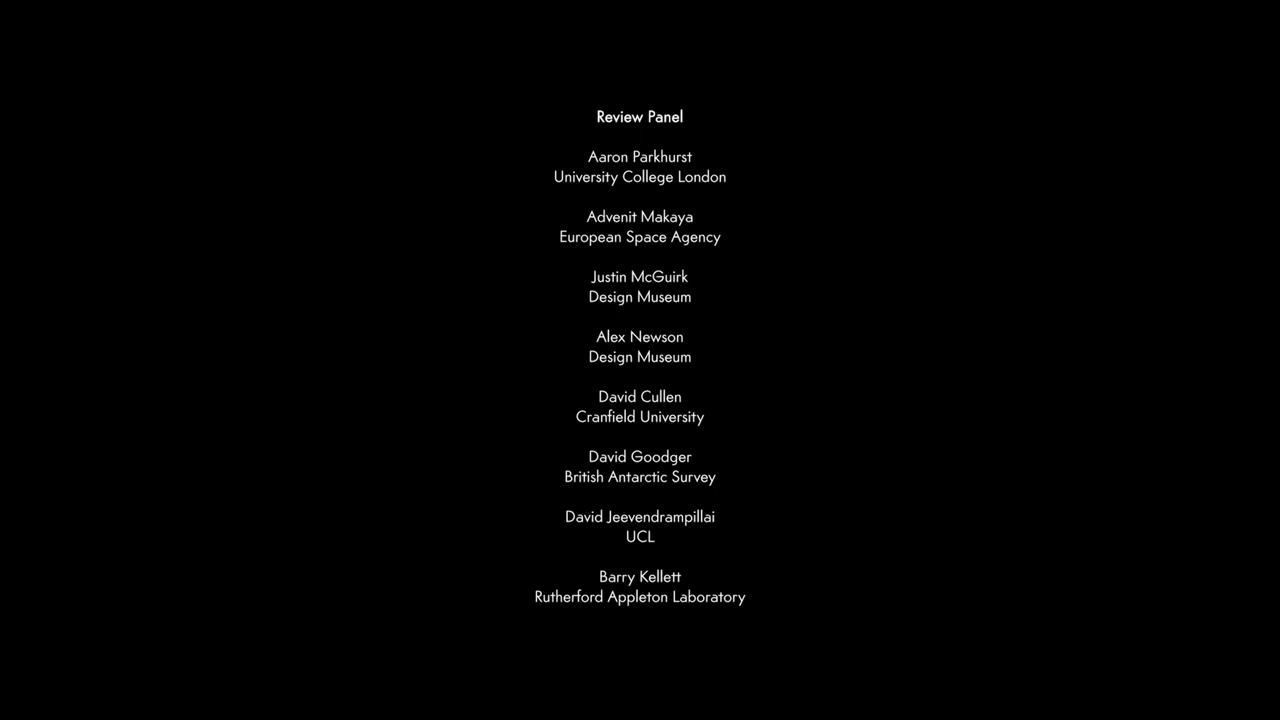 Review Panel
Aaron Parkhurst
University College London
Advenit Makaya
European Space Agency
Justin McGuirk
Design Museum
Alex Newson
Design Museum
David Cullen
Cranfield University
David Goodger
British Antarctic Survey
David Jeevendrampillai
UCL
Barry Kellett
Rutherford Appleton Laboratory